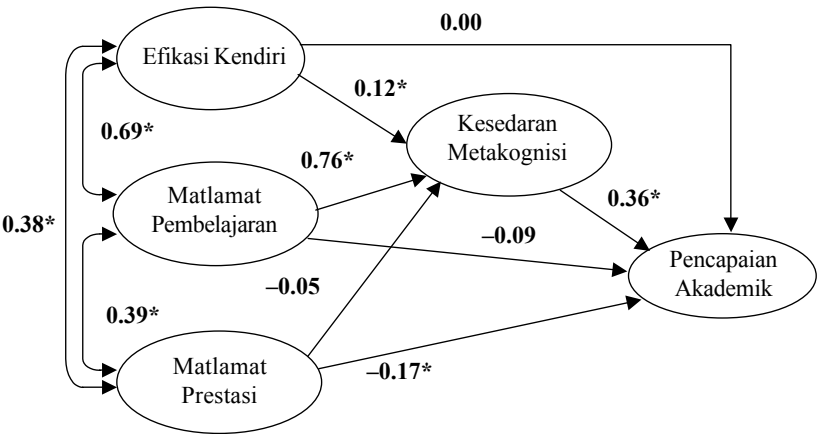 0.00
Efikasi Kendiri
0.12*
Kesedaran
Metakognisi
0.69*
0.76*
Matlamat
Pembelajaran
0.36*
0.38*
–0.09
Pencapaian
Akademik
–0.05
0.39*
Matlamat
Prestasi
–0.17*